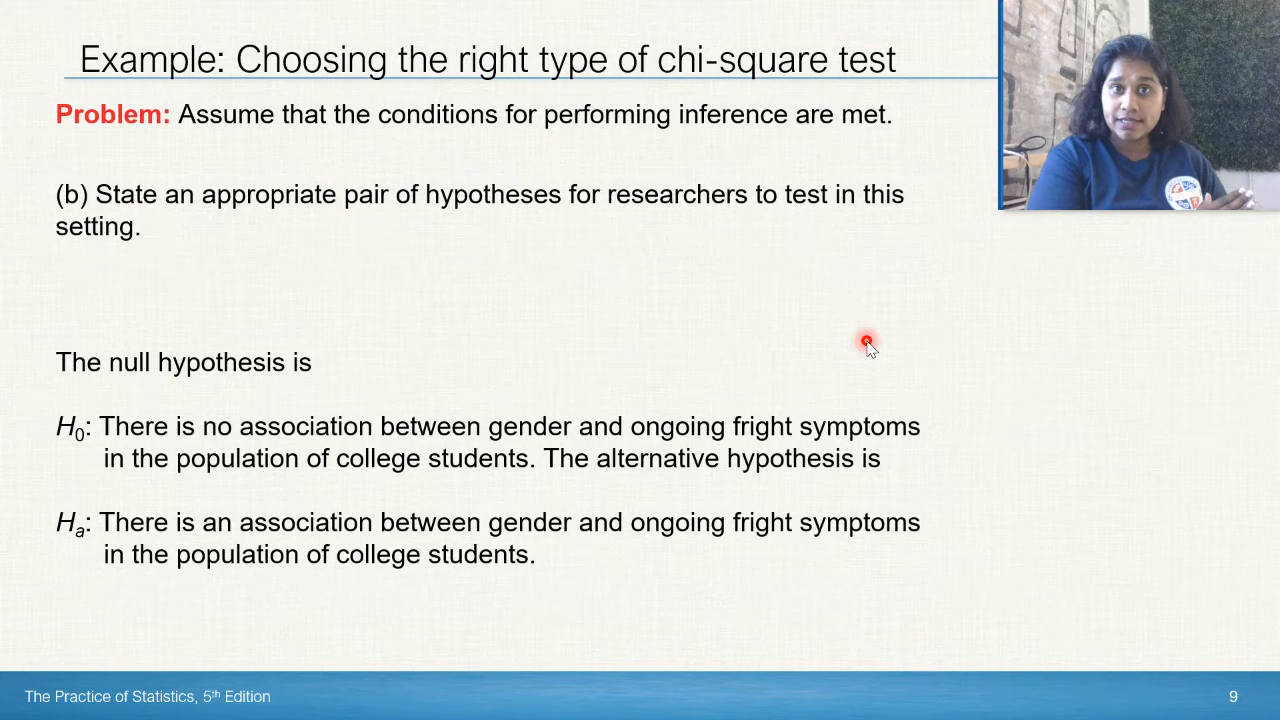 Example: Choosing the right type of chi-square test
Problem: Assume that the conditions for performing inference are met.
(b) State an appropriate pair of hypotheses for researchers to test in this
setting.
The null hypothesis is
H0: There is no association between gender and ongoing fright symptoms
in the population of college students. The alternative hypothesis is
Ha: There is an association between gender and ongoing fright symptoms
in the population of college students.
The Practice of Statistics, 5th Edition
9